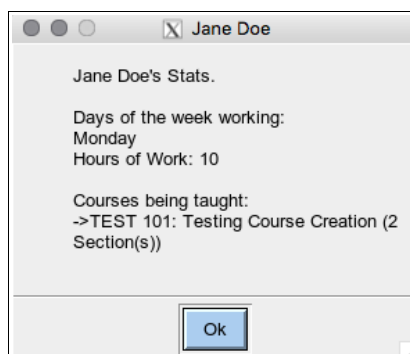 Jane Doe
Jane Doe's Stats.
Days of the week working:
Monday
Hours of Work: 10
Courses being taught:
->TEST 101: Testing Course Creation (2
Section(s))
Ok